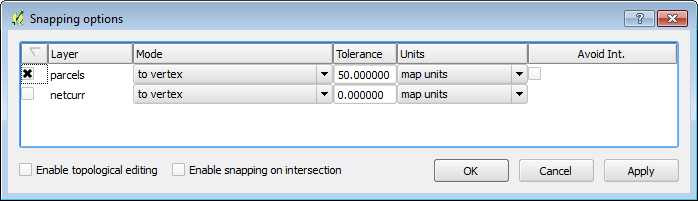 Snapping options
Layer Mode Tolerance Units Avoid Int.
parcels to vertex 50.000000 map units
netcurr to vertex 0.000000 map units
Enable topological editing Enable snapping on intersection OK Cancel Apply